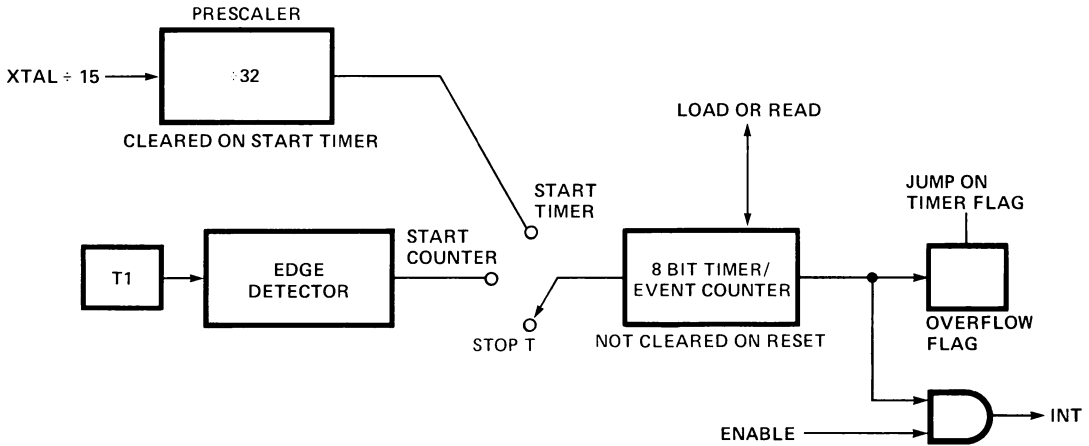 PRESCALER
XTAL ÷ 15
÷32
CLEARED ON START TIMER
LOAD OR READ
START
TIMER
JUMP ON
TIMER FLAG
T1
EDGE
DETECTOR
START
COUNTER
STOP T
8 BIT TIMER/
EVENT COUNTER
NOT CLEARED ON RESET
OVERFLOW
FLAG
ENABLE
INT